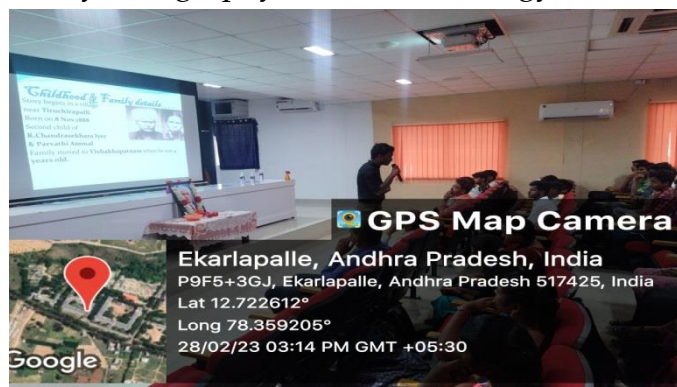 Childhood & Family details
Story begins in a village
near Tiruchirapalli
Born on 8 Nov.1888
Second child of
R.Chandrasekhara Iyer
& Parvathi Ammal
Family moved to Vishakhapatnam when he was 4
years old.
GPS Map Camera
Ekarlapalle, Andhra Pradesh, India
P9F5+3GJ, Ekarlapalle, Andhra Pradesh 517425, India
Lat 12.722612°
Long 78.359205°
28/02/23 03:14 PM GMT +05:30
Google